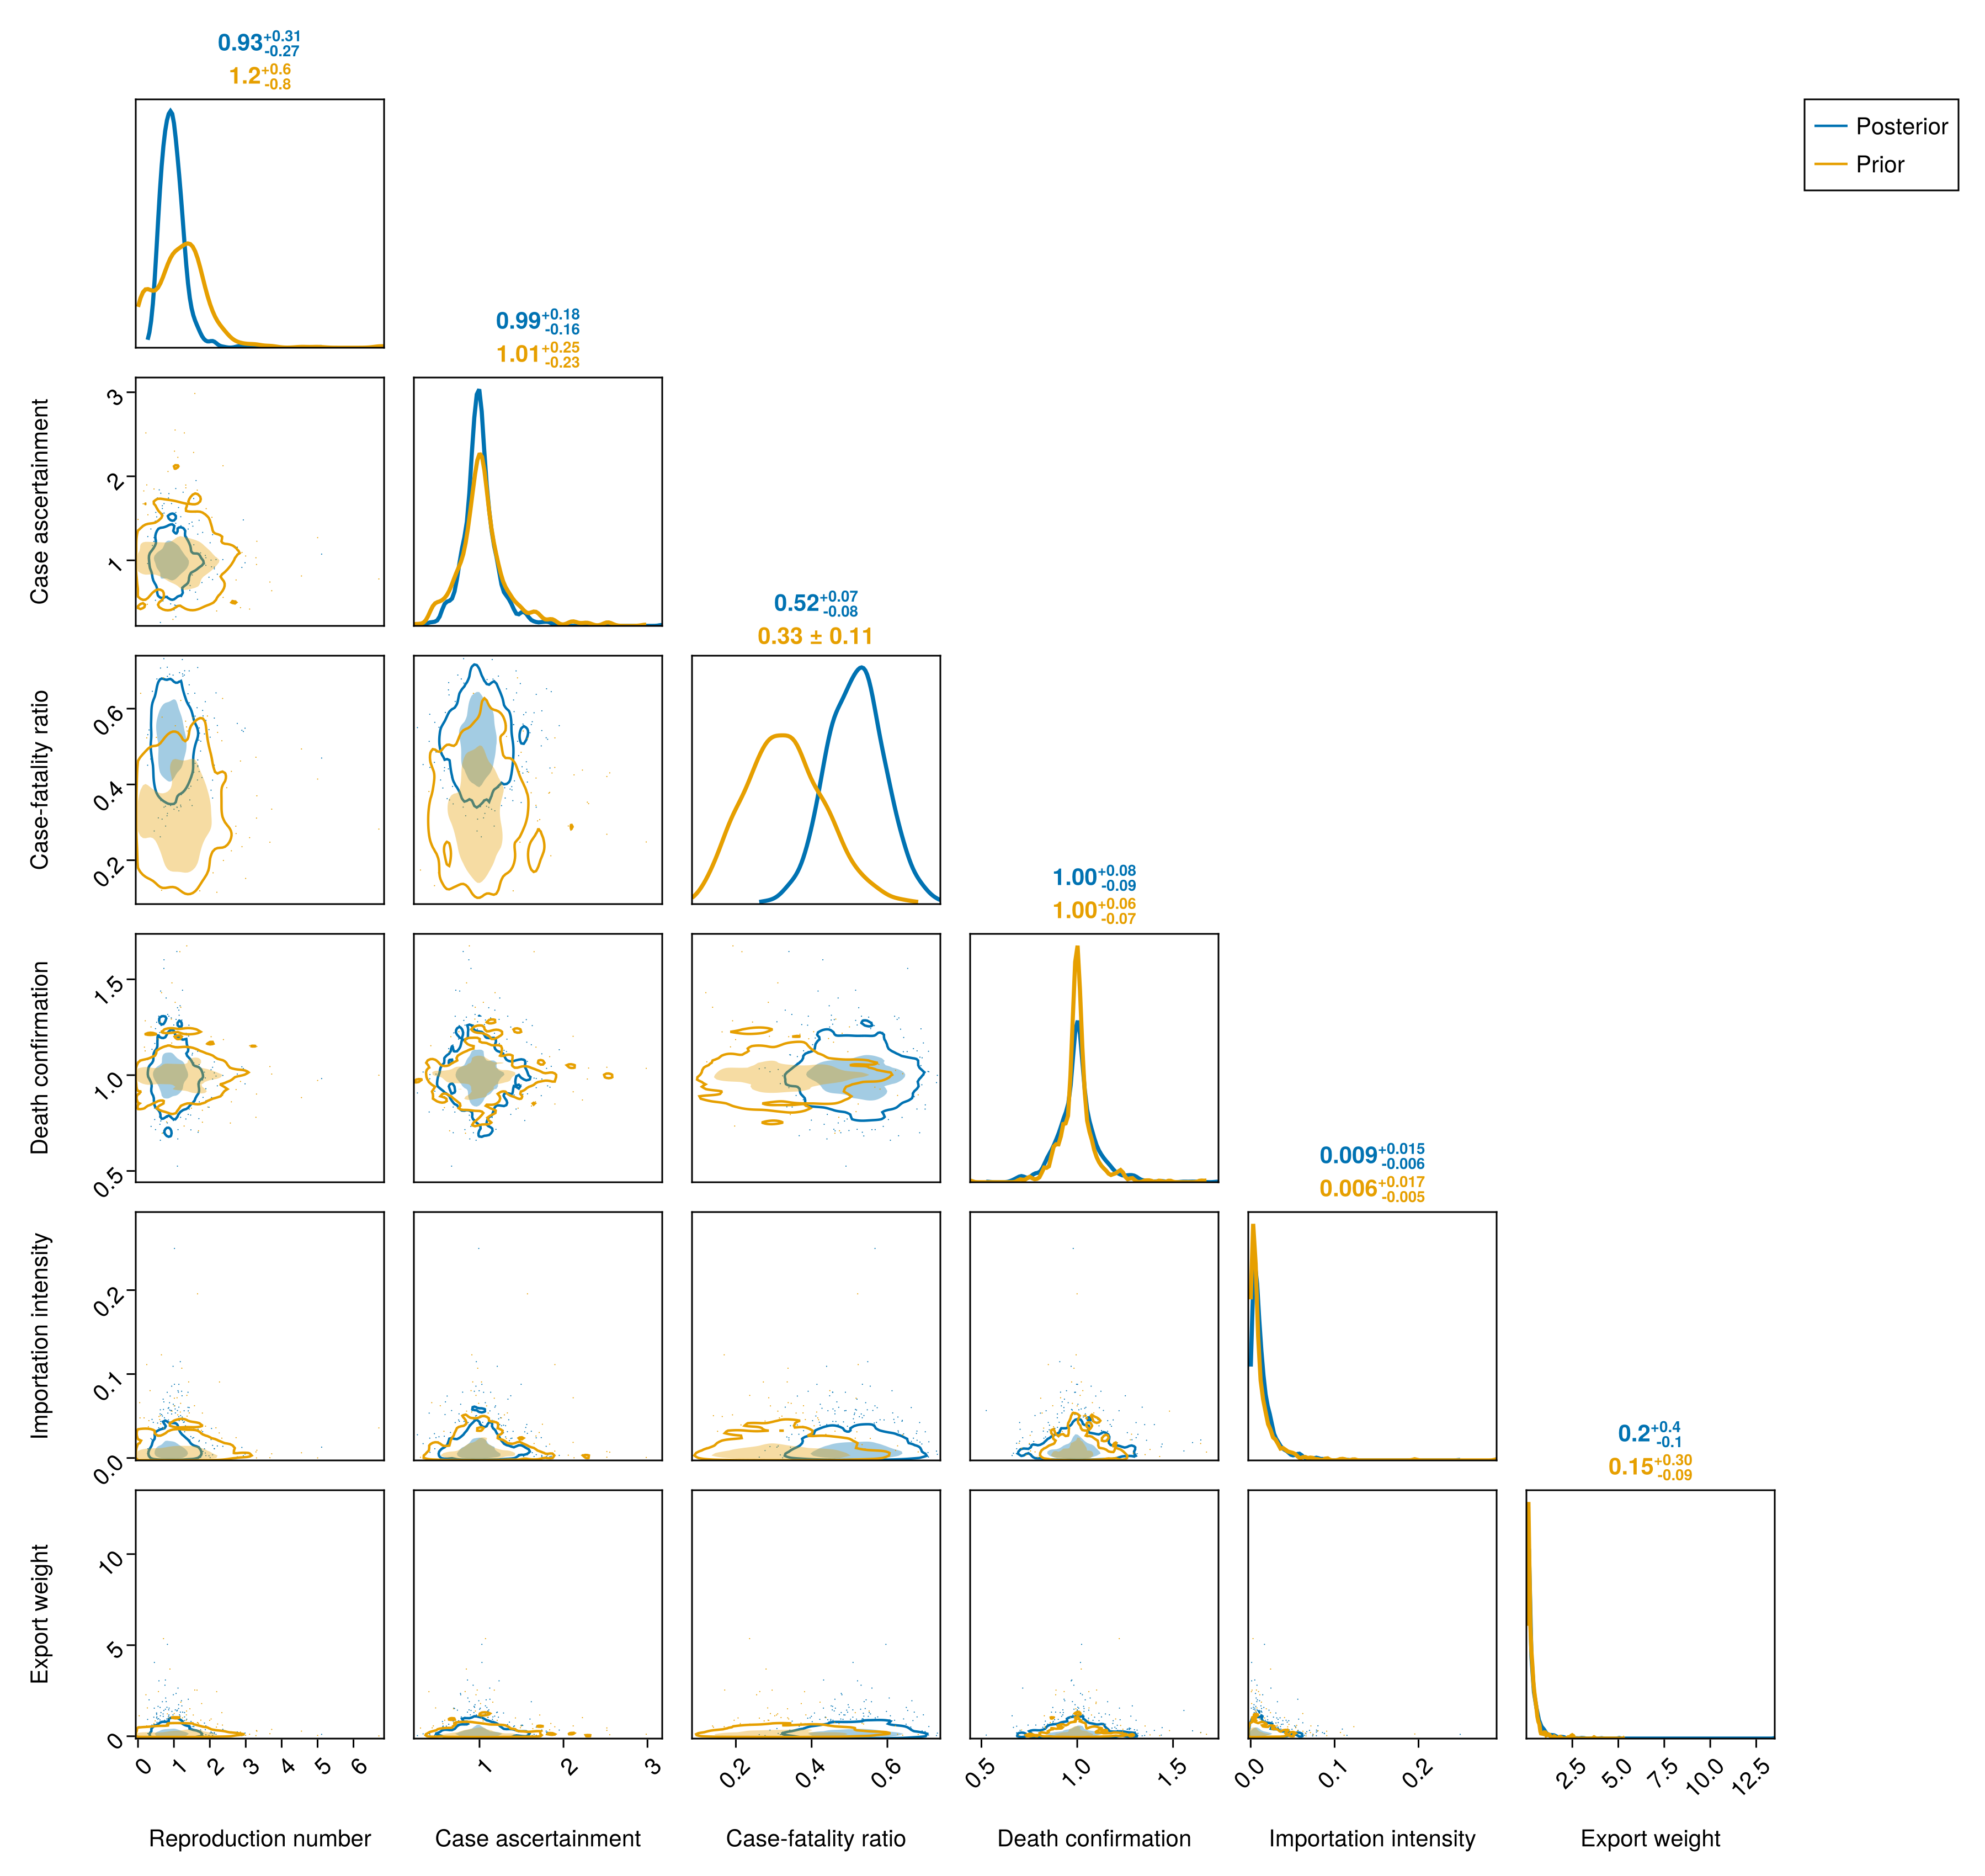 0.93+0.31-0.27
1.2+0.6-0.8
Posterior
Prior
0.99+0.18-0.16
1.01+0.25-0.23
Case ascertainment
3
2
1
0.52+0.07-0.08
0.33 ± 0.11
Case-fatality ratio
0.6
0.4
0.2
1.00+0.08-0.09
1.00+0.06-0.07
Death confirmation
1.5
1.0
0.5
0.009+0.015-0.006
0.006+0.017-0.005
Importation intensity
0.2
0.1
0.0
0.2+0.4-0.1
0.15+0.30-0.09
Export weight
10
5
0
0 1 2 3 4 5 6
1 2 3
0.2 0.4 0.6
0.5 1.0 1.5
0.0 0.1 0.2
2.5 5.0 7.5 10.0 12.5
Reproduction number
Case ascertainment
Case-fatality ratio
Death confirmation
Importation intensity
Export weight